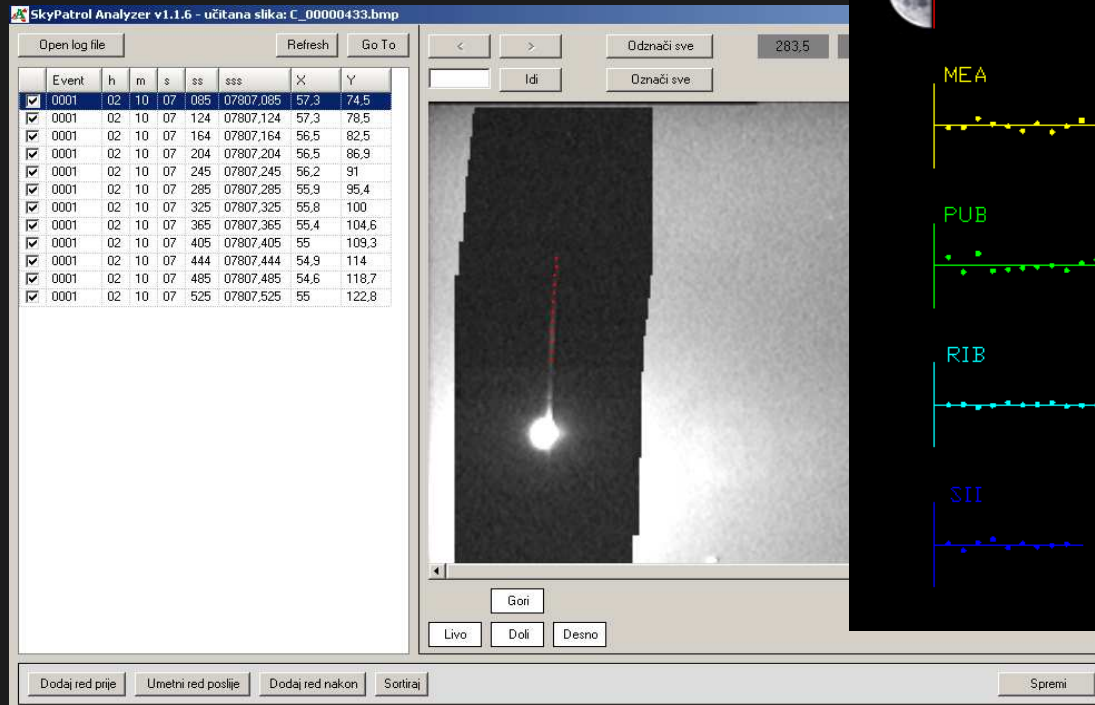 SkyPatrol Analyzer v1.1.6 - učitana slika: C_00000433.bmp
Open log file Refresh Go To
Event h m s ss sss X Y
0001 02 10 07 085 07807,085 57,3 74,5
0001 02 10 07 124 07807,124 57,3 78,5
0001 02 10 07 164 07807,164 56,5 82,5
0001 02 10 07 204 07807,204 56,5 86,9
0001 02 10 07 245 07807,245 56,2 91
0001 02 10 07 285 07807,285 55,9 95,4
0001 02 10 07 325 07807,325 55,8 100
0001 02 10 07 365 07807,365 55,4 104,6
0001 02 10 07 405 07807,405 55 109,3
0001 02 10 07 444 07807,444 54,9 114
0001 02 10 07 485 07807,485 54,6 118,7
0001 02 10 07 525 07807,525 55 122,8
< > Odznači sve 283,5
Idi Označi sve
Gori
Livo Doli Desno
Dodaj red prije Umetni red poslije Dodaj red nakon Sortiraj Spremi
MEA
PUB
RIB
SII